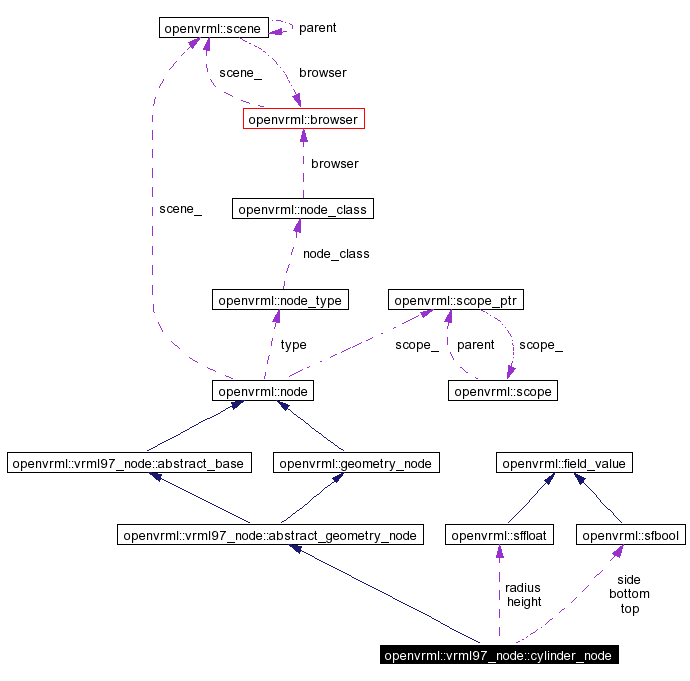 openvrml::scene
parent
scene_
browser
openvrml::browser
browser
scene_
openvrml::node_class
node_class
openvrml::node_type
openvrml::scope_ptr
type
scope_
parent
scope_
openvrml::node
openvrml::scope
openvrml::vrml97_node::abstract_base
openvrml::geometry_node
openvrml::field_value
openvrml::vrml97_node::abstract_geometry_node
openvrml::sffloat
openvrml::sfbool
radius
height
side
bottom
top
openvrml::vrml97_node::cylinder_node